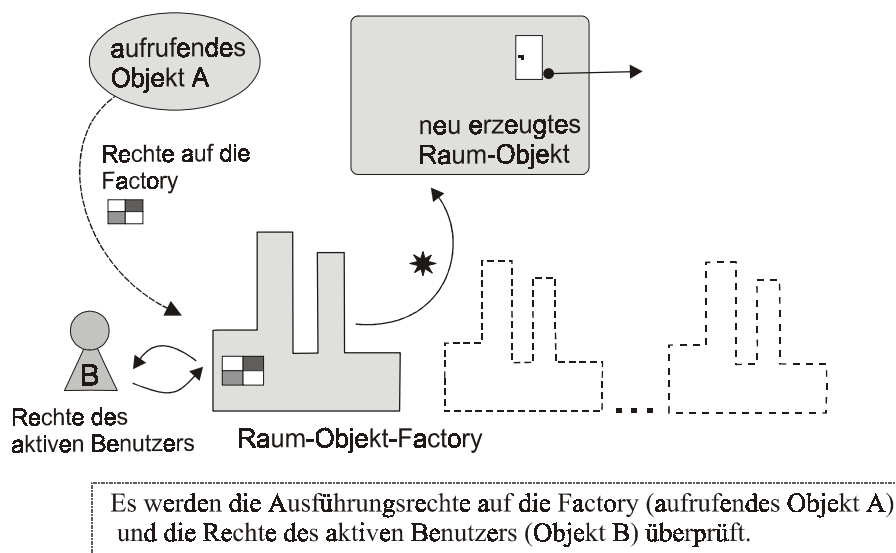 aufrufendes
Objekt A
neu erzeugtes
Raum-Objekt
Rechte auf die
Factory
B
Rechte des
aktiven Benutzers
Raum-Objekt-Factory
Es werden die Ausführungsrechte auf die Factory (aufrufendes Objekt A)
und die Rechte des aktiven Benutzers (Objekt B) überprüft.